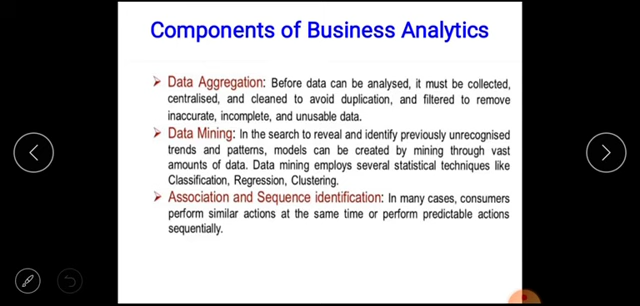 Components of Business Analytics
Data Aggregation: Before data can be analysed, it must be collected,
centralised, and cleaned to avoid duplication, and filtered to remove
inaccurate, incomplete, and unusable data.
Data Mining: In the search to reveal and identify previously unrecognised
trends and patterns, models can be created by mining through vast
amounts of data. Data mining employs several statistical techniques like
Classification, Regression, Clustering.
Association and Sequence identification: In many cases, consumers
perform similar actions at the same time or perform predictable actions
sequentially.